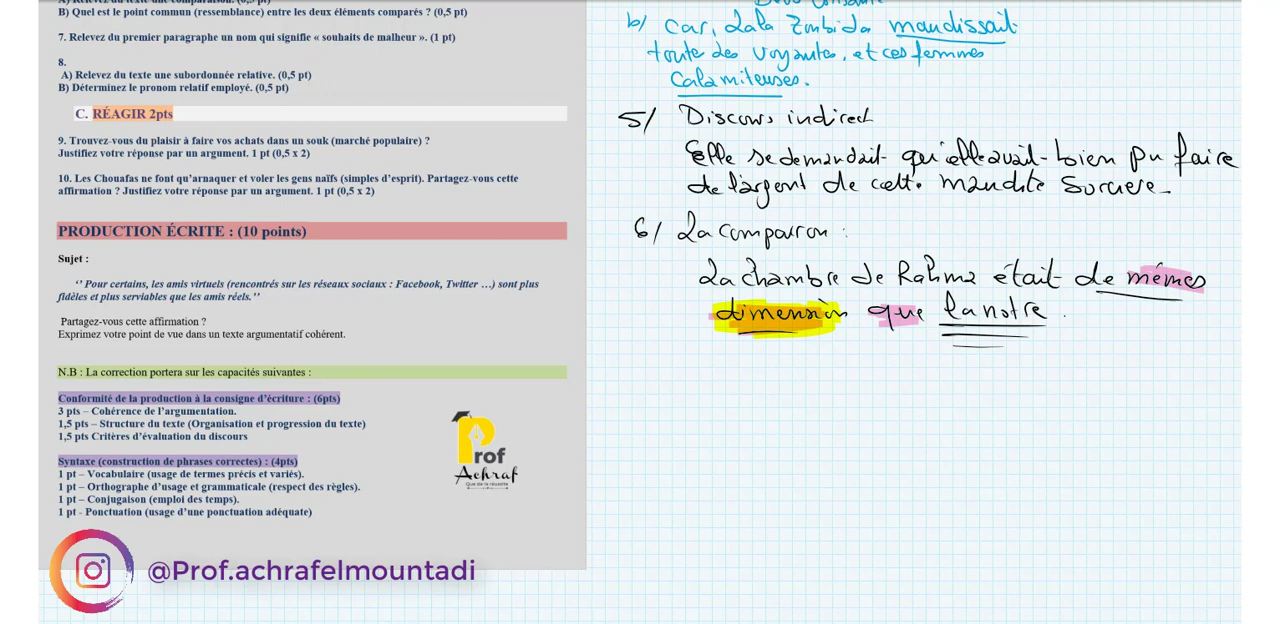 B) Quel est le point commun (ressemblance) entre les deux éléments comparés ? (0,5 pt)
7. Relevez du premier paragraphe un nom qui signifie « souhaits de malheur ». (1 pt)
8.
A) Relevez du texte une subordonnée relative. (0,5 pt)
B) Déterminez le pronom relatif employé. (0,5 pt)
C. RÉAGIR 2pts
9. Trouvez-vous du plaisir à faire vos achats dans un souk (marché populaire) ?
Justifiez votre réponse par un argument. 1 pt (0,5 x 2)
10. Les Chouafas ne font qu'arnaquer et voler les gens naïfs (simples d'esprit). Partagez-vous cette
affirmation ? Justifiez votre réponse par un argument. 1 pt (0,5 x 2)
PRODUCTION ÉCRITE : (10 points)
Sujet :
‘’ Pour certains, les amis virtuels (rencontrés sur les réseaux sociaux : Facebook, Twitter …) sont plus
fidèles et plus serviables que les amis réels.’’
Partagez-vous cette affirmation ?
Exprimez votre point de vue dans un texte argumentatif cohérent.
N.B : La correction portera sur les capacités suivantes :
Conformité de la production à la consigne d'écriture : (6pts)
3 pts – Cohérence de l'argumentation.
1,5 pts – Structure du texte (Organisation et progression du texte)
1,5 pts Critères d'évaluation du discours
Syntaxe (construction de phrases correctes) : (4pts)
1 pt – Vocabulaire (usage de termes précis et variés).
1 pt – Orthographe d'usage et grammaticale (respect des règles).
1 pt – Conjugaison (emploi des temps).
1 pt - Ponctuation (usage d'une ponctuation adéquate)
Prof
Achraf
@Prof.achrafelmountadi
b/ Car, Lala Zoubida maudissait
toute des voyantes, et ces femmes
Calamiteuses.
5/ Discours indirect
Elle se demandait qu'elle avait bien pu faire
de l'argent de cette maudite Sorcière.
6/ La comparon :
La chambre de Rahma était de mêmes
dimension que la notre.